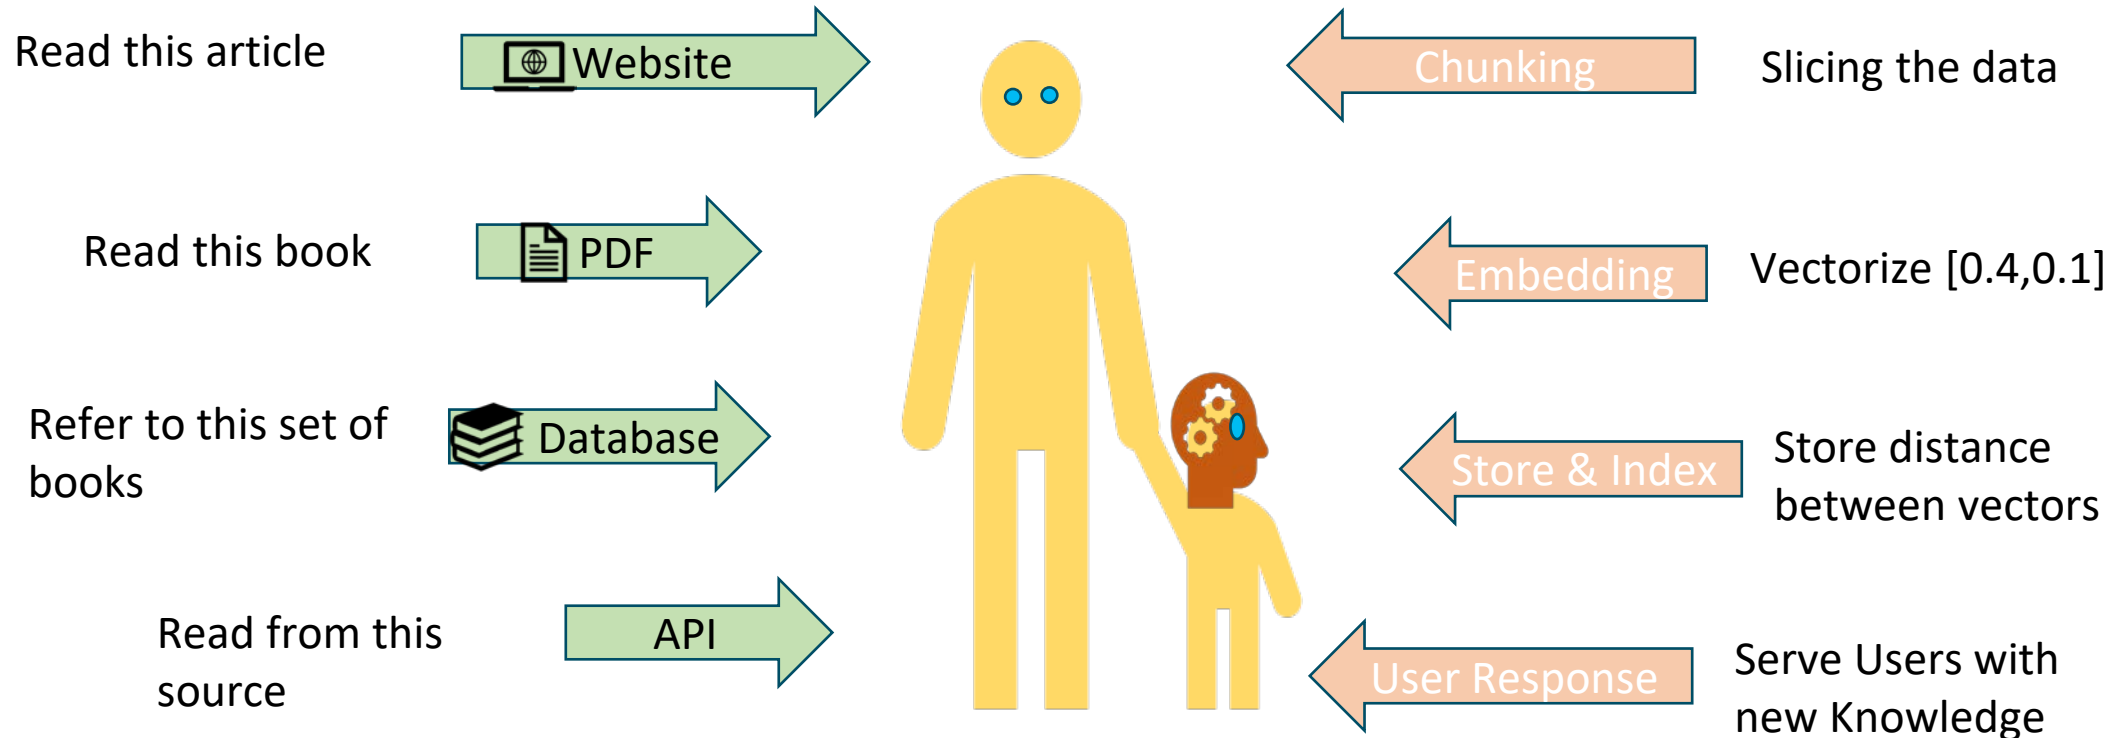 Read this article
Website
Chunking
Slicing the data
Read this book
PDF
Embedding
Vectorize [0.4,0.1]
Refer to this set of
books
Database
Store & Index
Store distance
between vectors
Read from this
source
API
User Response
Serve Users with
new Knowledge